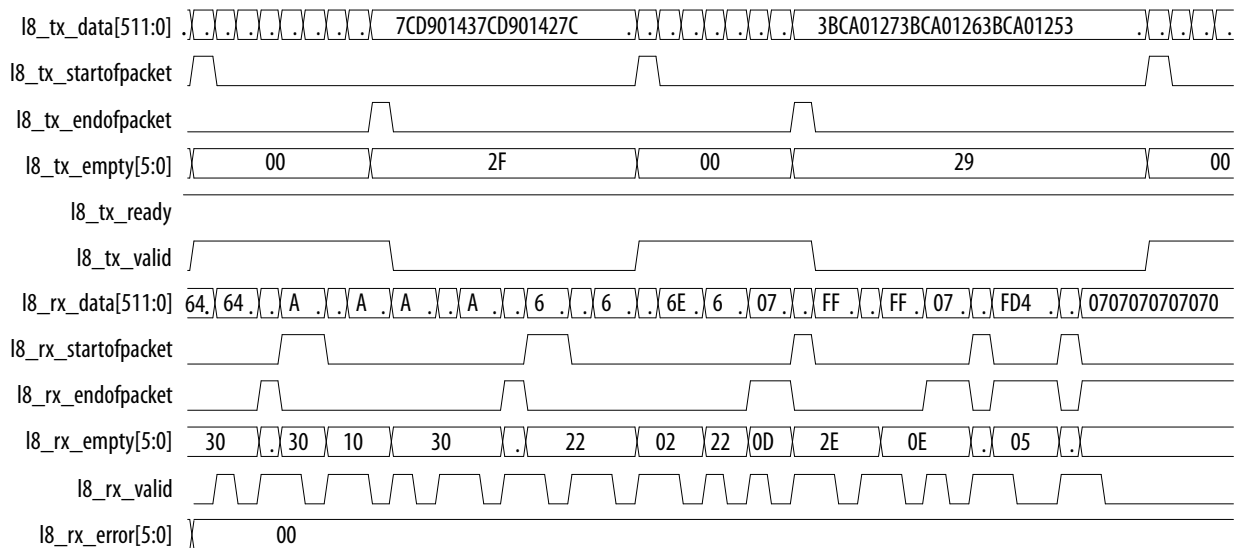 l8_tx_data[511:0] . . . . . . . . . 7CD901437CD901427C . . . . . . . . 3BCA01273BCA01263BCA01253 . . . . .
l8_tx_startofpacket
l8_tx_endofpacket
l8_tx_empty[5:0] 00 2F 00 29 00
l8_tx_ready
l8_tx_valid
l8_rx_data[511:0] 64. 64 . . A . . A . A . . A . . 6 . . 6 . . 6E . 6 . 07. . FF . . FF . 07 . . FD4 . . 0707070707070
l8_rx_startofpacket
l8_rx_endofpacket
l8_rx_empty[5:0] 30 . 30 10 30 . 22 02 22 0D 2E 0E . 05 .
l8_rx_valid
l8_rx_error[5:0] 00